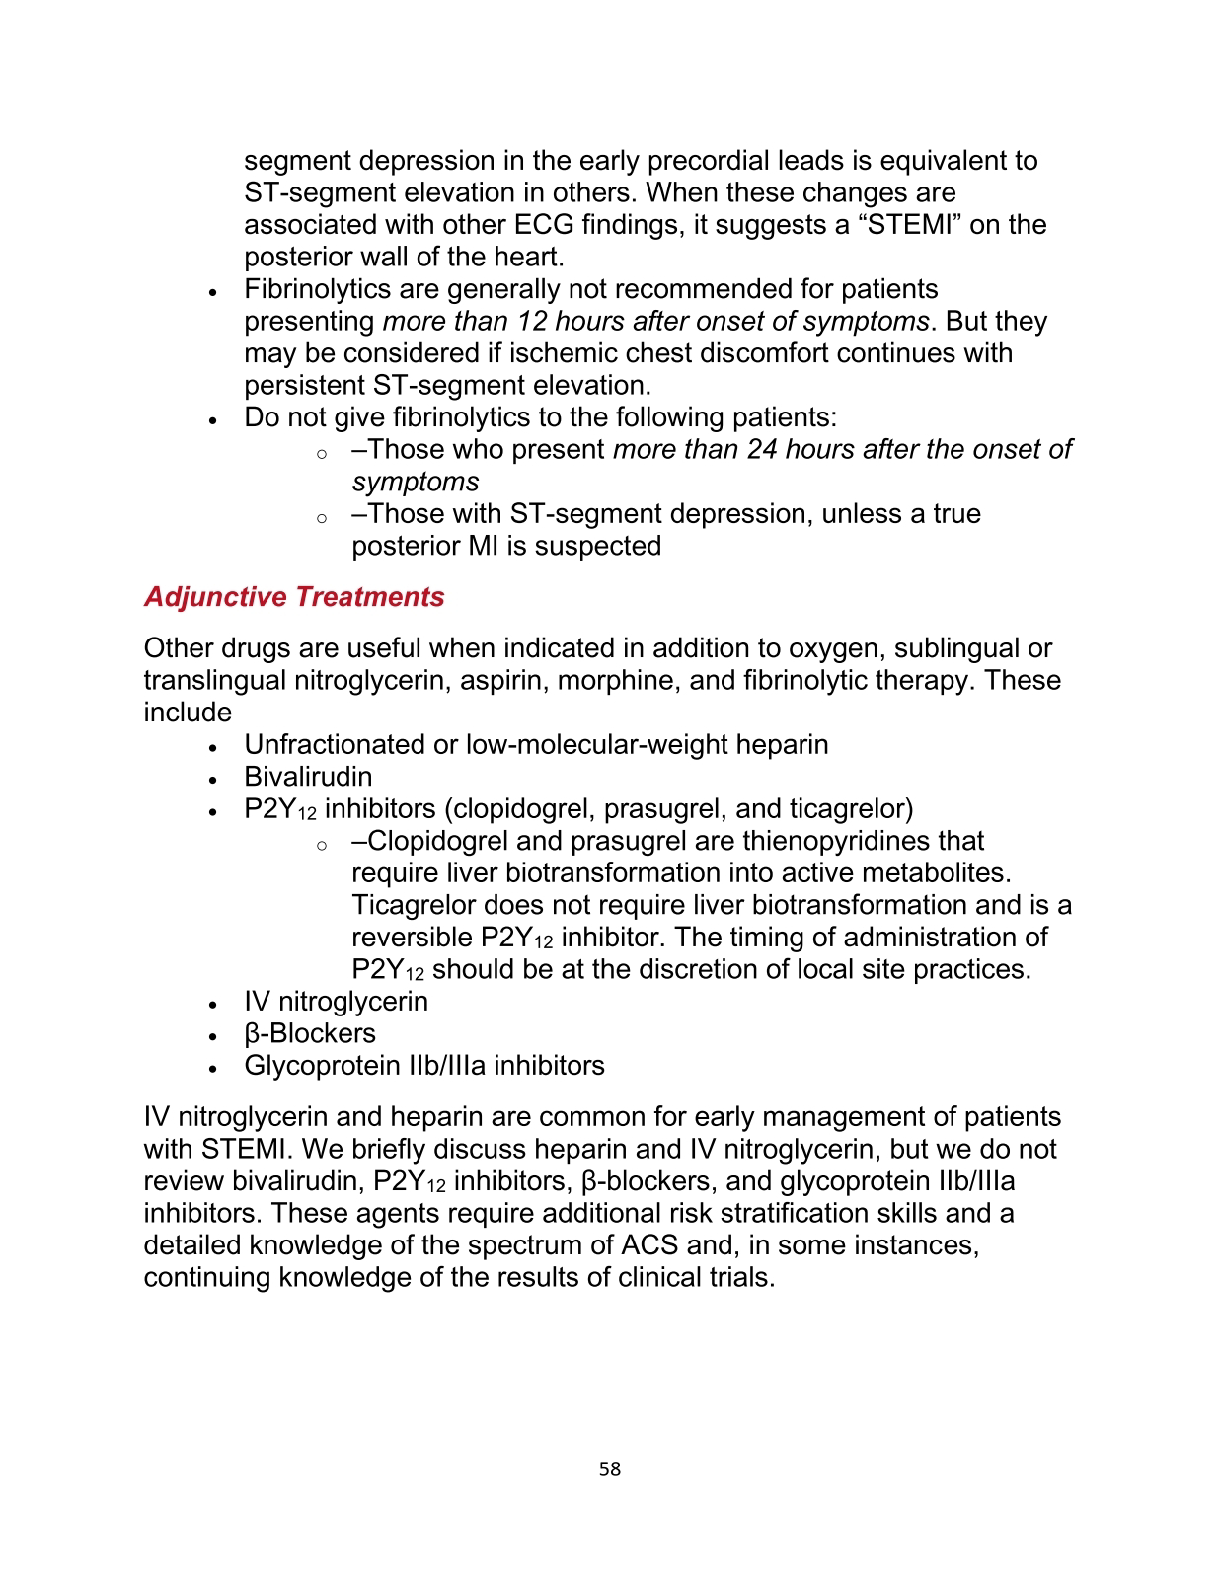 segment depression in the early precordial leads is equivalent to
ST-segment elevation in others. When these changes are
associated with other ECG findings, it suggests a “STEMI” on the
posterior wall of the heart.
• Fibrinolytics are generally not recommended for patients
presenting more than 12 hours after onset of symptoms. But they
may be considered if ischemic chest discomfort continues with
persistent ST-segment elevation.
• Do not give fibrinolytics to the following patients:
○ –Those who present more than 24 hours after the onset of
symptoms
○ –Those with ST-segment depression, unless a true
posterior MI is suspected
Adjunctive Treatments
Other drugs are useful when indicated in addition to oxygen, sublingual or
translingual nitroglycerin, aspirin, morphine, and fibrinolytic therapy. These
include
• Unfractionated or low-molecular-weight heparin
• Bivalirudin
• P2Y₁₂ inhibitors (clopidogrel, prasugrel, and ticagrelor)
○ –Clopidogrel and prasugrel are thienopyridines that
require liver biotransformation into active metabolites.
Ticagrelor does not require liver biotransformation and is a
reversible P2Y₁₂ inhibitor. The timing of administration of
P2Y₁₂ should be at the discretion of local site practices.
• IV nitroglycerin
• β-Blockers
• Glycoprotein IIb/IIIa inhibitors
IV nitroglycerin and heparin are common for early management of patients
with STEMI. We briefly discuss heparin and IV nitroglycerin, but we do not
review bivalirudin, P2Y₁₂ inhibitors, β-blockers, and glycoprotein IIb/IIIa
inhibitors. These agents require additional risk stratification skills and a
detailed knowledge of the spectrum of ACS and, in some instances,
continuing knowledge of the results of clinical trials.
58